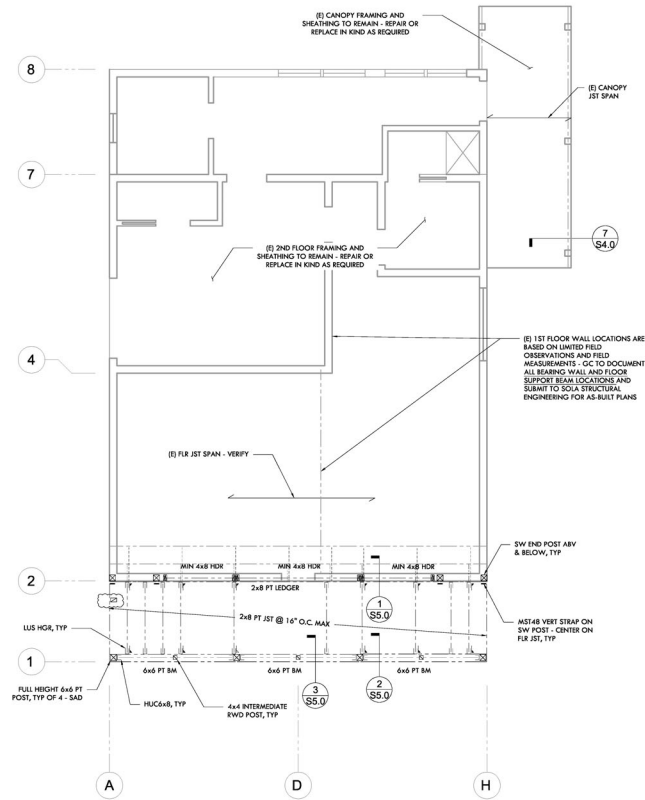 (E) CANOPY FRAMING AND
SHEATHING TO REMAIN - REPAIR OR
REPLACE IN KIND AS REQUIRED
8
(E) CANOPY
JST SPAN
7
7
S4.0
(E) 2ND FLOOR FRAMING AND
SHEATHING TO REMAIN - REPAIR OR
REPLACE IN KIND AS REQUIRED
4
(E) 1ST FLOOR WALL LOCATIONS ARE
BASED ON LIMITED FIELD
OBSERVATIONS AND FIELD
MEASUREMENTS - GC TO DOCUMENT
ALL BEARING WALL AND FLOOR
SUPPORT BEAM LOCATIONS AND
SUBMIT TO SOLA STRUCTURAL
ENGINEERING FOR AS-BUILT PLANS
(E) FLR JST SPAN - VERIFY
SW END POST ABV
& BELOW, TYP
MIN 4x8 HDR
MIN 4x8 HDR
MIN 4x8 HDR
2
2x8 PT LEDGER
1
S5.0
2x8 PT JST @ 16" O.C. MAX
MST48 VERT STRAP ON
SW POST - CENTER ON
FLR JST, TYP
LUS HGR, TYP
1
6x6 PT BM
6x6 PT BM
6x6 PT BM
2
S5.0
3
S5.0
FULL HEIGHT 6x6 PT
POST, TYP OF 4 - SAD
HUC6x8, TYP
4x4 INTERMEDIATE
RWD POST, TYP
A
D
H